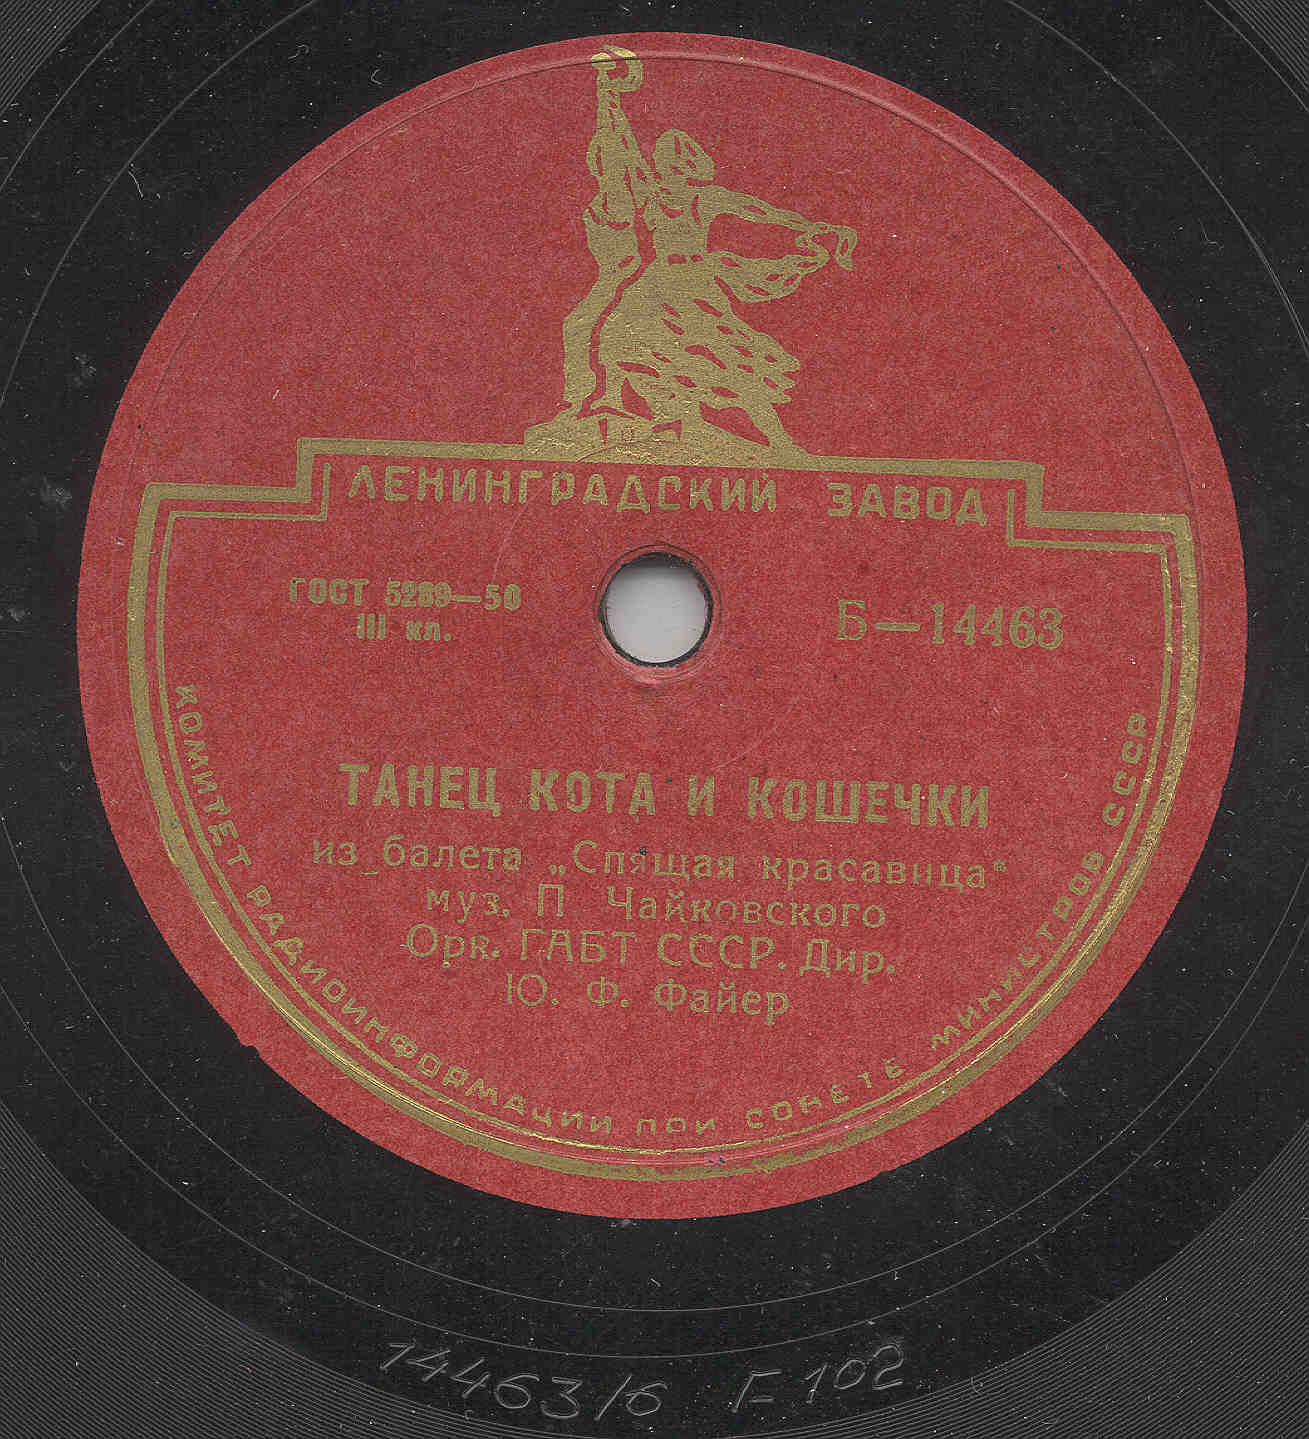 ЛЕНИНГРАДСКИЙ ЗАВОД
ГОСТ 5289—50
III кл.
Б—14463
ТАНЕЦ КОТА И КОШЕЧКИ
из балета „Спящая красавица“
муз. П. Чайковского
Орк. ГАБТ СССР. Дир.
Ю. Ф. Файер
КОМИТЕТ РАДИОИНФОРМАЦИИ ПРИ СОВЕТЕ МИНИСТРОВ СССР
14463/6 Г-102